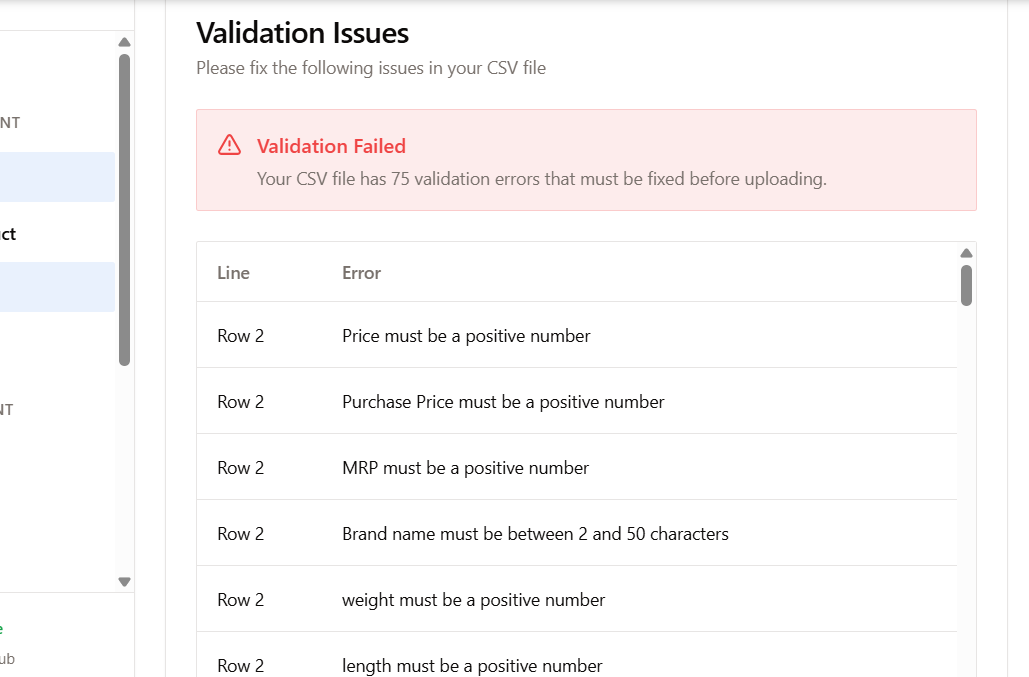 Validation Issues
Please fix the following issues in your CSV file
NT
Validation Failed
Your CSV file has 75 validation errors that must be fixed before uploading.
ct
Line Error
Row 2 Price must be a positive number
Row 2 Purchase Price must be a positive number
NT
Row 2 MRP must be a positive number
Row 2 Brand name must be between 2 and 50 characters
Row 2 weight must be a positive number
e
ub
Row 2 length must be a positive number